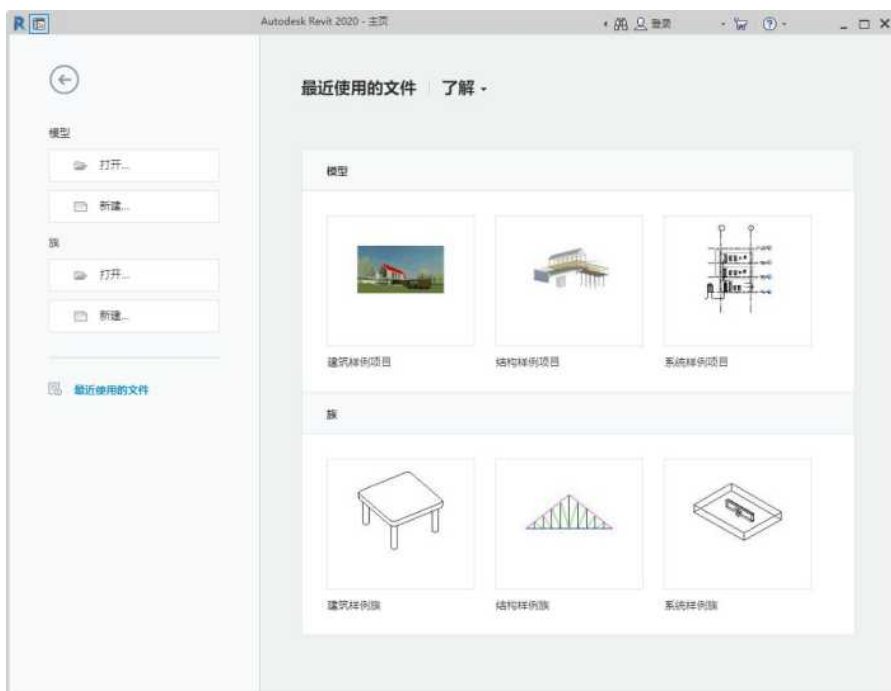 R
Autodesk Revit 2020 - 主页
登录
最近使用的文件 了解
模型
打开...
新建...
族
打开...
新建...
最近使用的文件
模型
建筑样例项目 结构样例项目 系统样例项目
族
建筑样例族 结构样例族 系统样例族